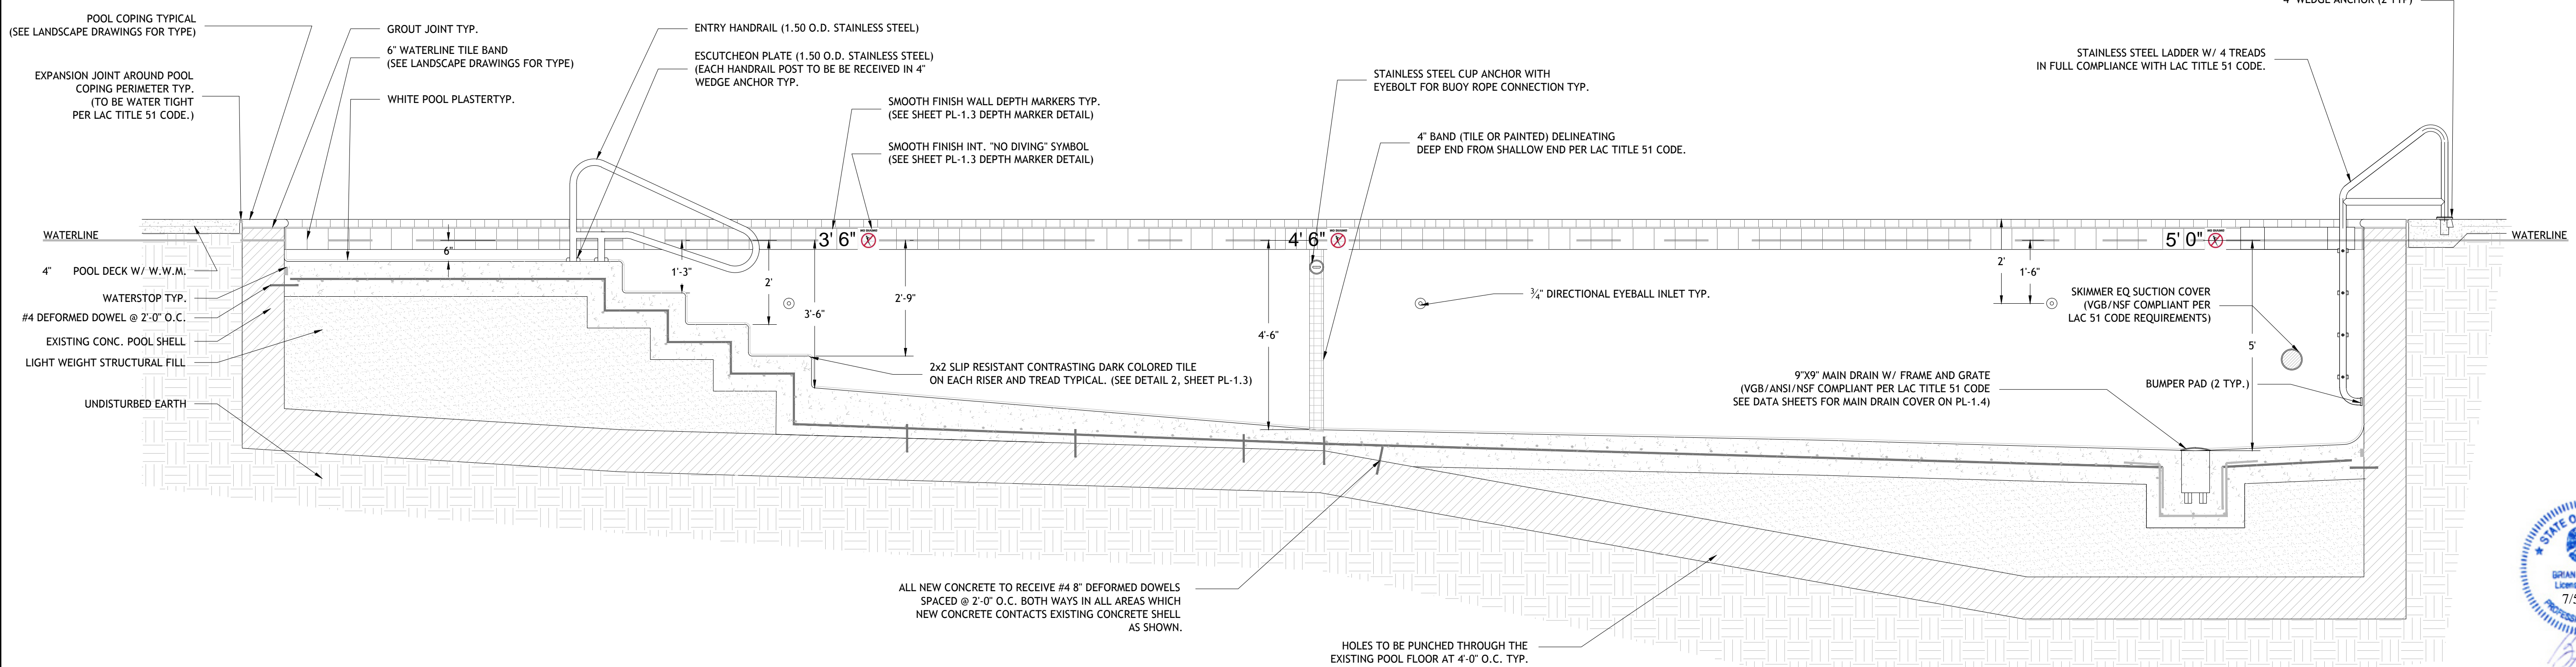 POOL COPING TYPICAL
(SEE LANDSCAPE DRAWINGS FOR TYPE)
EXPANSION JOINT AROUND POOL
COPING PERIMETER TYP.
(TO BE WATER TIGHT
PER LAC TITLE 51 CODE.)
GROUT JOINT TYP.
6" WATERLINE TILE BAND
(SEE LANDSCAPE DRAWINGS FOR TYPE)
WHITE POOL PLASTERTYP.
ENTRY HANDRAIL (1.50 O.D. STAINLESS STEEL)
ESCUTCHEON PLATE (1.50 O.D. STAINLESS STEEL)
(EACH HANDRAIL POST TO BE BE RECEIVED IN 4"
WEDGE ANCHOR TYP.
SMOOTH FINISH WALL DEPTH MARKERS TYP.
(SEE SHEET PL-1.3 DEPTH MARKER DETAIL)
SMOOTH FINISH INT. "NO DIVING" SYMBOL
(SEE SHEET PL-1.3 DEPTH MARKER DETAIL)
STAINLESS STEEL CUP ANCHOR WITH
EYEBOLT FOR BUOY ROPE CONNECTION TYP.
4" BAND (TILE OR PAINTED) DELINEATING
DEEP END FROM SHALLOW END PER LAC TITLE 51 CODE.
4" WEDGE ANCHOR (2 TYP)
STAINLESS STEEL LADDER W/ 4 TREADS
IN FULL COMPLIANCE WITH LAC TITLE 51 CODE.
WATERLINE
3' 6"
4' 6"
5' 0"
WATERLINE
6"
1'-3"
2'
3'-6"
2'-9"
4'-6"
2'
1'-6"
5'
4" POOL DECK W/ W.W.M.
WATERSTOP TYP.
#4 DEFORMED DOWEL @ 2'-0" O.C.
EXISTING CONC. POOL SHELL
LIGHT WEIGHT STRUCTURAL FILL
UNDISTURBED EARTH
2x2 SLIP RESISTANT CONTRASTING DARK COLORED TILE
ON EACH RISER AND TREAD TYPICAL. (SEE DETAIL 2, SHEET PL-1.3)
3/4" DIRECTIONAL EYEBALL INLET TYP.
SKIMMER EQ SUCTION COVER
(VGB/NSF COMPLIANT PER
LAC 51 CODE REQUIREMENTS)
9"X9" MAIN DRAIN W/ FRAME AND GRATE
(VGB/ANSI/NSF COMPLIANT PER LAC TITLE 51 CODE
SEE DATA SHEETS FOR MAIN DRAIN COVER ON PL-1.4)
BUMPER PAD (2 TYP.)
ALL NEW CONCRETE TO RECEIVE #4 8" DEFORMED DOWELS
SPACED @ 2'-0" O.C. BOTH WAYS IN ALL AREAS WHICH
NEW CONCRETE CONTACTS EXISTING CONCRETE SHELL
AS SHOWN.
HOLES TO BE PUNCHED THROUGH THE
EXISTING POOL FLOOR AT 4'-0" O.C. TYP.
STATE O
BRIAN
Licen
7/5
PROFESS